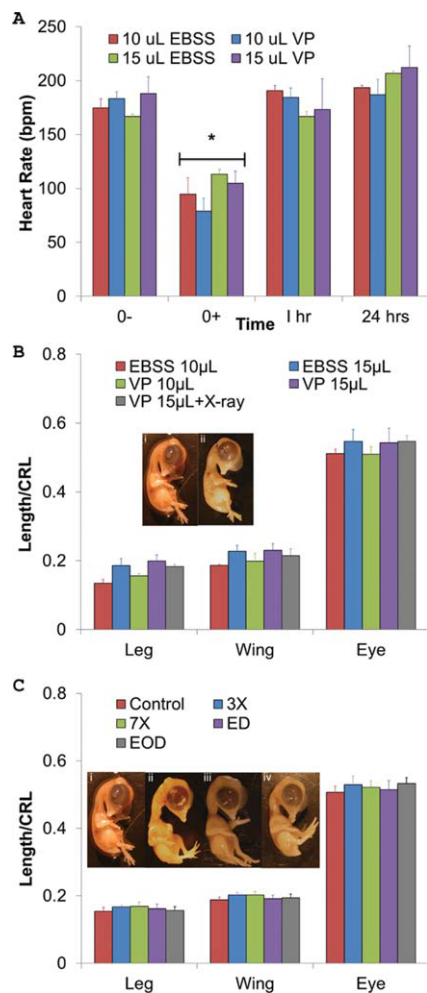 A
10 uL EBSS 10 uL VP
15 uL EBSS 15 uL VP
250
200
150
100
50
0
Heart Rate (bpm)
*
0- 0+ I hr 24 hrs
Time
B
EBSS 10µL EBSS 15µL
VP 10µL VP 15µL
VP 15µL+X-ray
0.8
0.6
0.4
0.2
0
Length/CRL
i ii
Leg Wing Eye
C
Control 3X
7X ED
EOD
0.8
0.6
0.4
0.2
0
Length/CRL
i ii iii iv
Leg Wing Eye